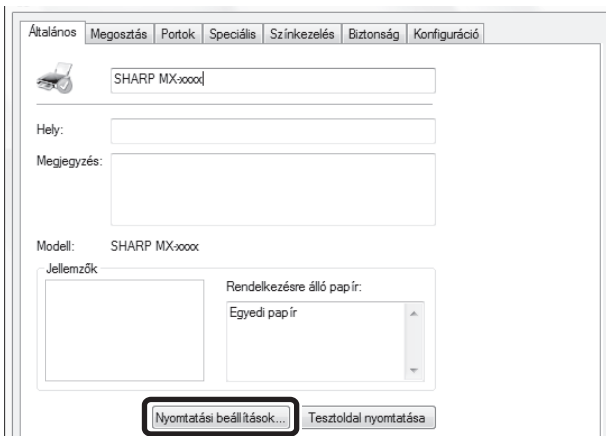 Általános Megosztás Portok Speciális Színkezelés Biztonság Konfiguráció
SHARP MX-xxxx
Hely:
Megjegyzés:
Modell: SHARP MX-xxxx
Jellemzők
Rendelkezésre álló papír:
Egyedi papír
Nyomtatási beállítások... Tesztoldal nyomtatása